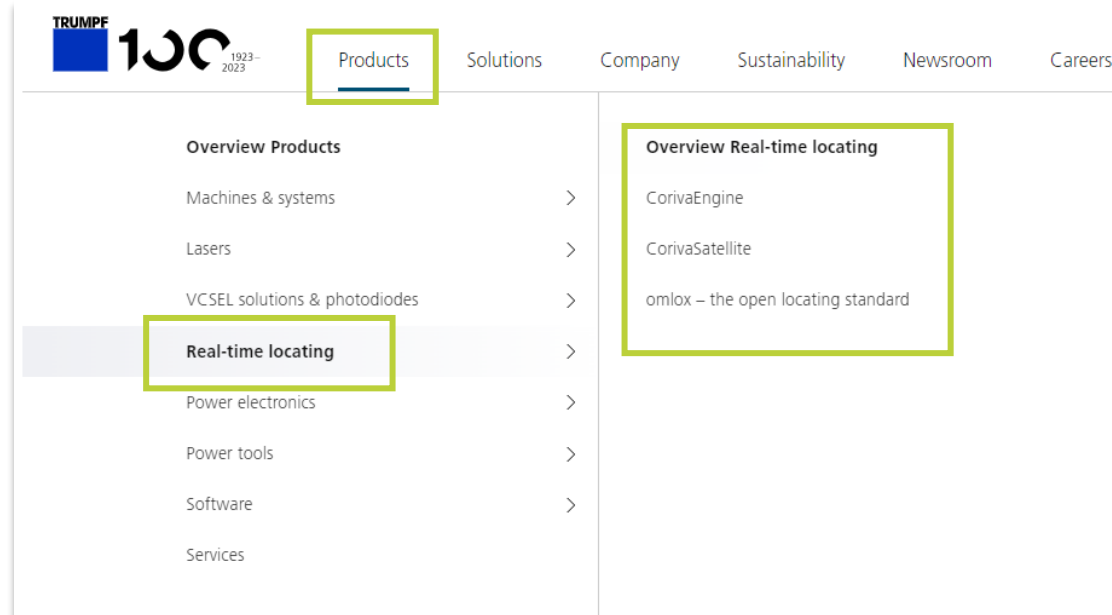 TRUMPF
100 1923–
2023
Products Solutions Company Sustainability Newsroom Careers
Overview Products
Machines & systems
Lasers
VCSEL solutions & photodiodes
Real-time locating
Power electronics
Power tools
Software
Services
Overview Real-time locating
CorivaEngine
CorivaSatellite
omlox – the open locating standard